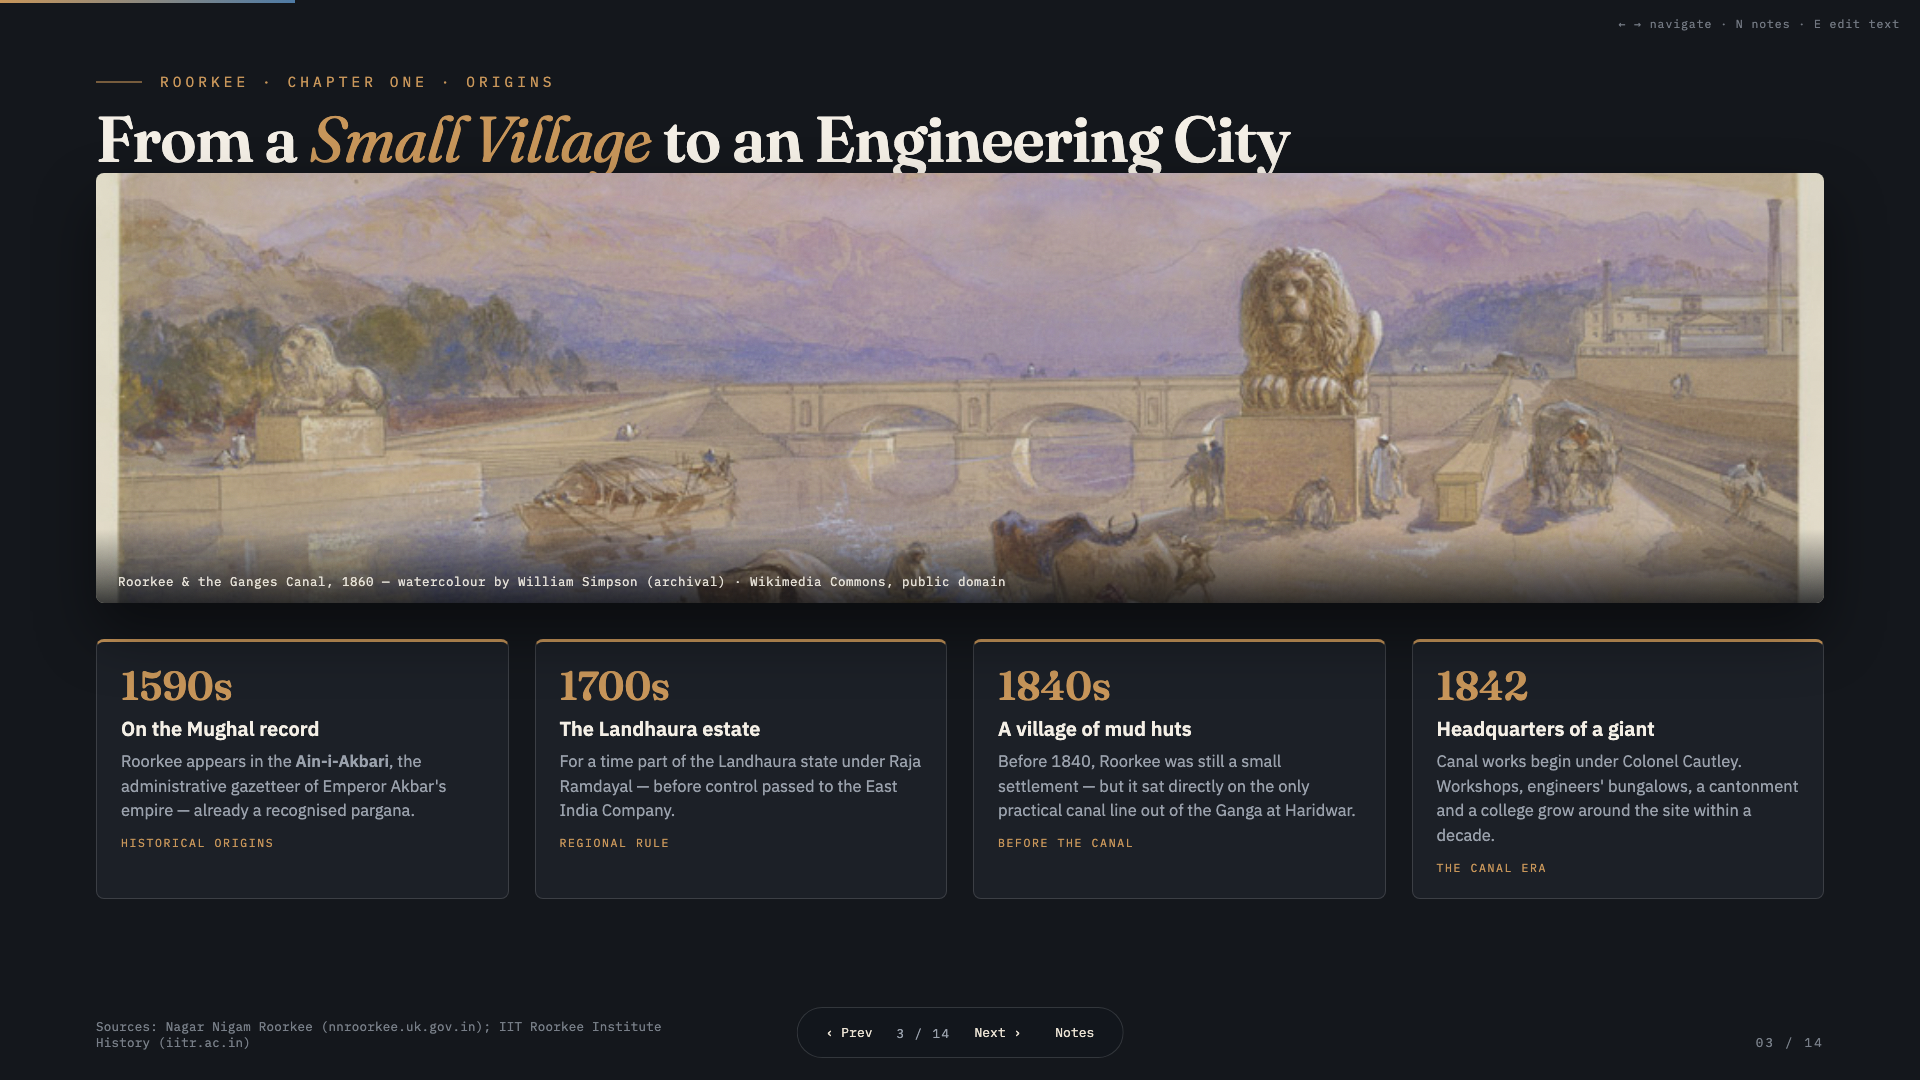 ← → navigate · N notes · E edit text
ROORKEE · CHAPTER ONE · ORIGINS
From a Small Village to an Engineering City
Roorkee & the Ganges Canal, 1860 — watercolour by William Simpson (archival) · Wikimedia Commons, public domain
1590s
On the Mughal record
Roorkee appears in the Ain-i-Akbari, the
administrative gazetteer of Emperor Akbar's
empire — already a recognised pargana.
HISTORICAL ORIGINS
1700s
The Landhaura estate
For a time part of the Landhaura state under Raja
Ramdayal — before control passed to the East
India Company.
REGIONAL RULE
1840s
A village of mud huts
Before 1840, Roorkee was still a small
settlement — but it sat directly on the only
practical canal line out of the Ganga at Haridwar.
BEFORE THE CANAL
1842
Headquarters of a giant
Canal works begin under Colonel Cautley.
Workshops, engineers' bungalows, a cantonment
and a college grow around the site within a
decade.
THE CANAL ERA
Sources: Nagar Nigam Roorkee (nnroorkee.uk.gov.in); IIT Roorkee Institute
History (iitr.ac.in)
‹ Prev 3 / 14 Next › Notes
03 / 14